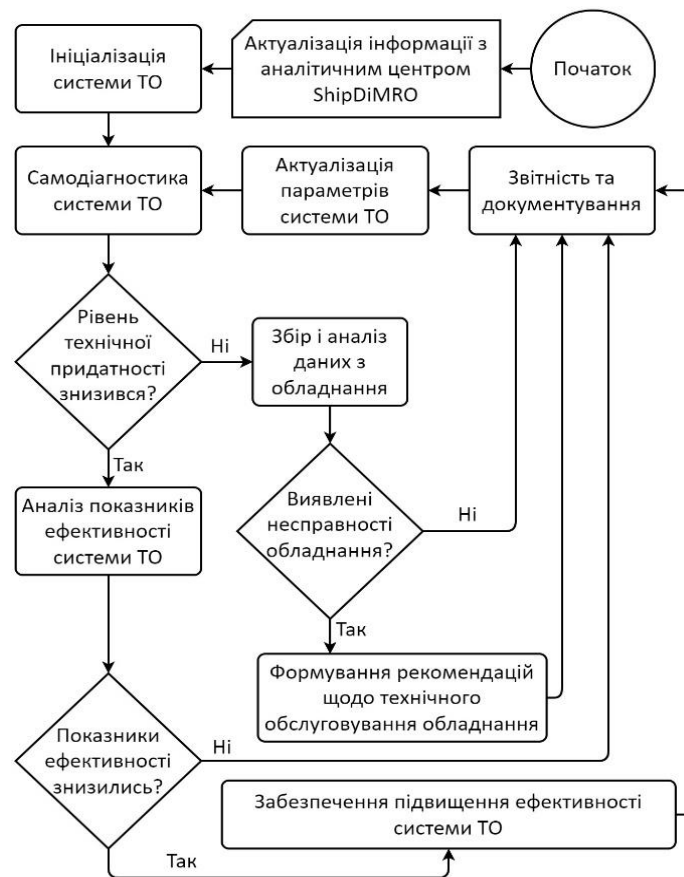 Ініціалізація
системи ТО
Актуалізація інформації з
аналітичним центром
ShipDiMRO
Початок
Самодіагностика
системи ТО
Актуалізація
параметрів
системи ТО
Звітність та
документування
Рівень
технічної
придатності
знизився?
Ні
Збір і аналіз
даних з
обладнання
Так
Аналіз показників
ефективності
системи ТО
Виявлені
несправності
обладнання?
Ні
Так
Формування рекомендацій
щодо технічного
обслуговування обладнання
Показники
ефективності
знизились?
Ні
Забезпечення підвищення ефективності
системи ТО
Так